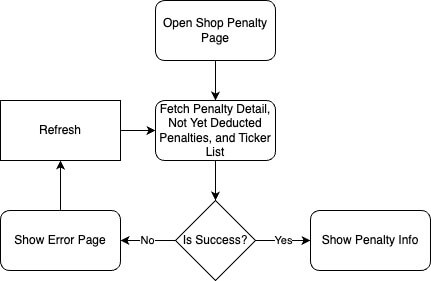 Open Shop Penalty
Page
Fetch Penalty Detail,
Not Yet Deducted
Penalties, and Ticker
List
Refresh
Is Success?
No
Yes
Show Error Page
Show Penalty Info